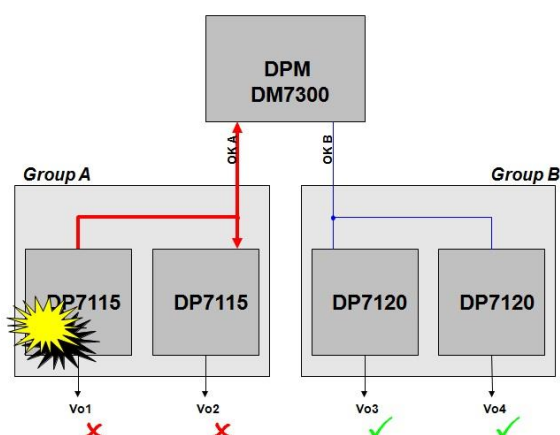 DPM
DM7300
OK A
OK B
Group A
Group B
DP7115
DP7115
DP7120
DP7120
Vo1
Vo2
Vo3
Vo4